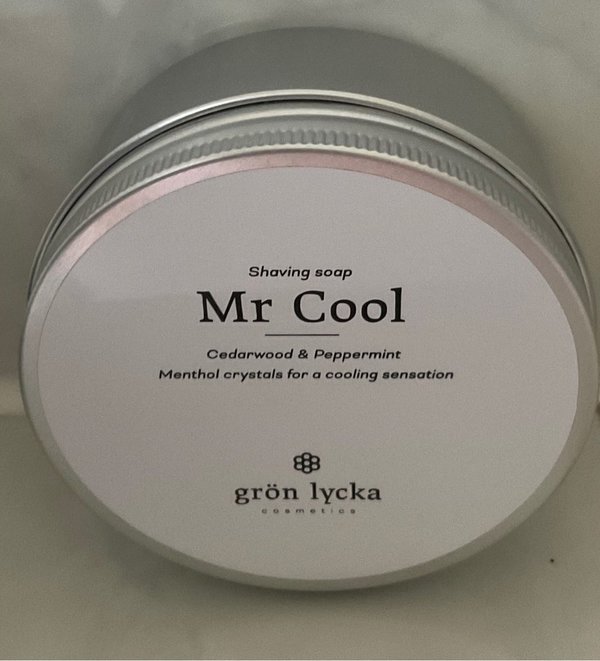 Shaving soap
Mr Cool
Cedarwood & Peppermint
Menthol crystals for a cooling sensation
grön lycka
cosmetics